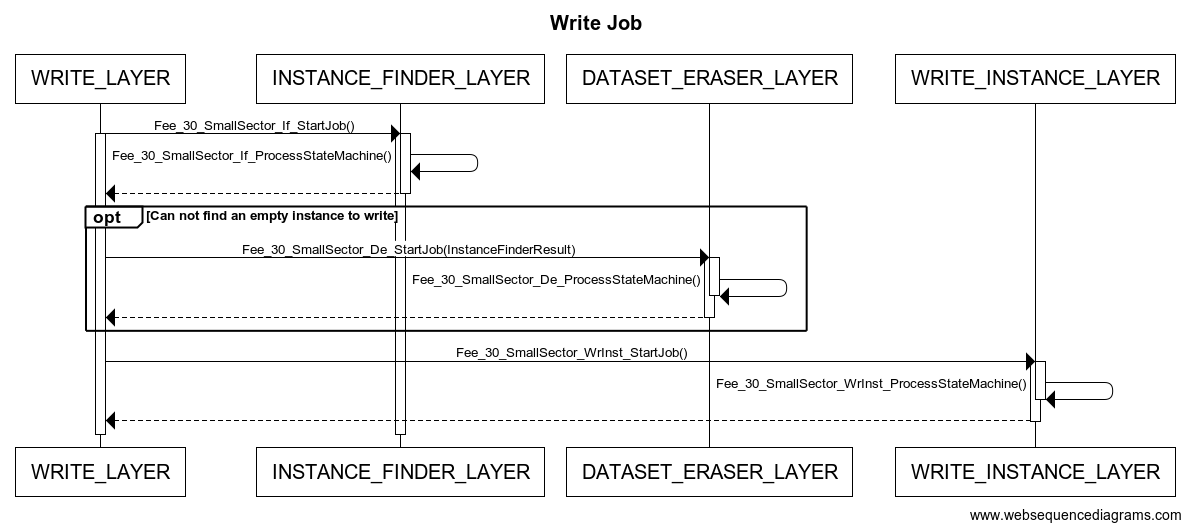 Write Job
WRITE_LAYER
INSTANCE_FINDER_LAYER
DATASET_ERASER_LAYER
WRITE_INSTANCE_LAYER
Fee_30_SmallSector_If_StartJob()
Fee_30_SmallSector_If_ProcessStateMachine()
opt
[Can not find an empty instance to write]
Fee_30_SmallSector_De_StartJob(InstanceFinderResult)
Fee_30_SmallSector_De_ProcessStateMachine()
Fee_30_SmallSector_WrInst_StartJob()
Fee_30_SmallSector_WrInst_ProcessStateMachine()
WRITE_LAYER
INSTANCE_FINDER_LAYER
DATASET_ERASER_LAYER
WRITE_INSTANCE_LAYER
www.websequencediagrams.com